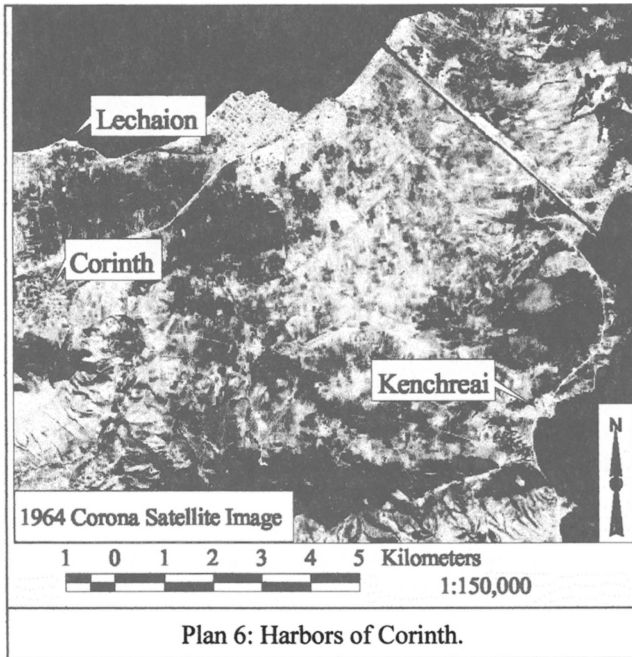 Lechaion
Corinth
Kenchreai
N
1964 Corona Satellite Image
1 0 1 2 3 4 5 Kilometers
1:150,000
Plan 6: Harbors of Corinth.